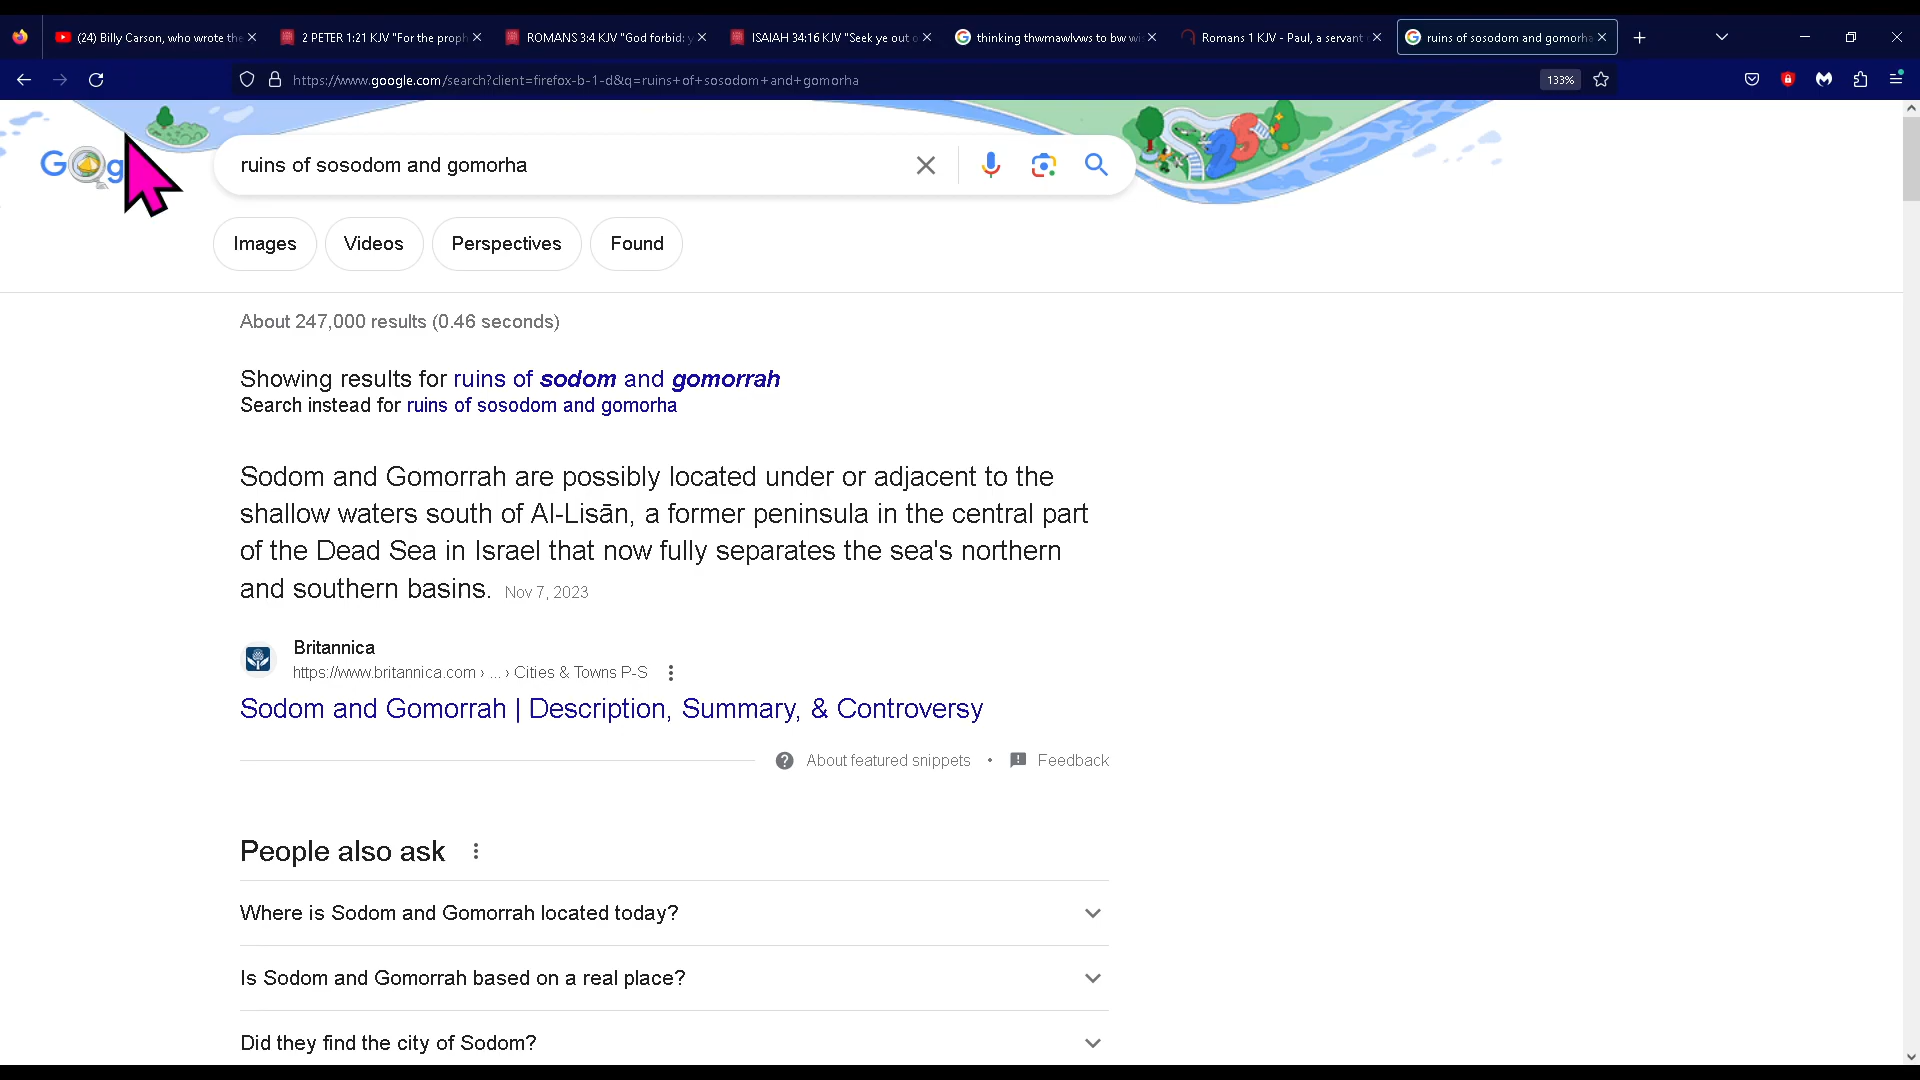 (24) Billy Carson, who wrote the
2 PETER 1:21 KJV "For the proph
ROMANS 3:4 KJV "God forbid: y
ISAIAH 34:16 KJV "Seek ye out o
thinking thwmawlvws to bw wi
Romans 1 KJV - Paul, a servant
ruins of sosodom and gomorha
https://www.google.com/search?client=firefox-b-1-d&q=ruins+of+sosodom+and+gomorha
133%
Goog
25
ruins of sosodom and gomorha
Images
Videos
Perspectives
Found
About 247,000 results (0.46 seconds)
Showing results for ruins of sodom and gomorrah
Search instead for ruins of sosodom and gomorha
Sodom and Gomorrah are possibly located under or adjacent to the
shallow waters south of Al-Lisān, a former peninsula in the central part
of the Dead Sea in Israel that now fully separates the sea's northern
and southern basins. Nov 7, 2023
Britannica
https://www.britannica.com › ... › Cities & Towns P-S
Sodom and Gomorrah | Description, Summary, & Controversy
About featured snippets • Feedback
People also ask
Where is Sodom and Gomorrah located today?
Is Sodom and Gomorrah based on a real place?
Did they find the city of Sodom?